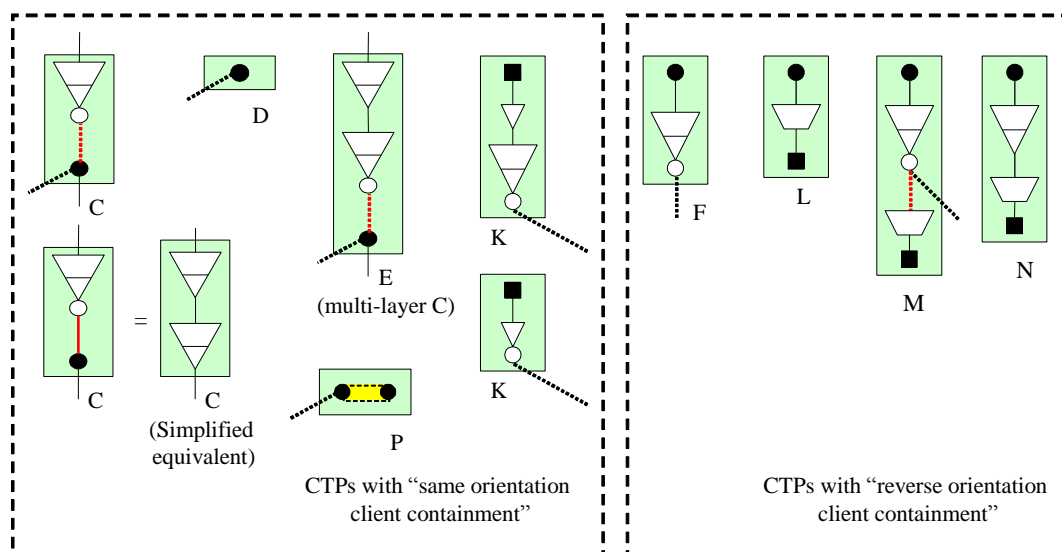 D
C
E
(multi-layer C)
K
F
L
M
N
=
C
C
(Simplified
equivalent)
P
K
CTPs with “same orientation
client containment”
CTPs with “reverse orientation
client containment”